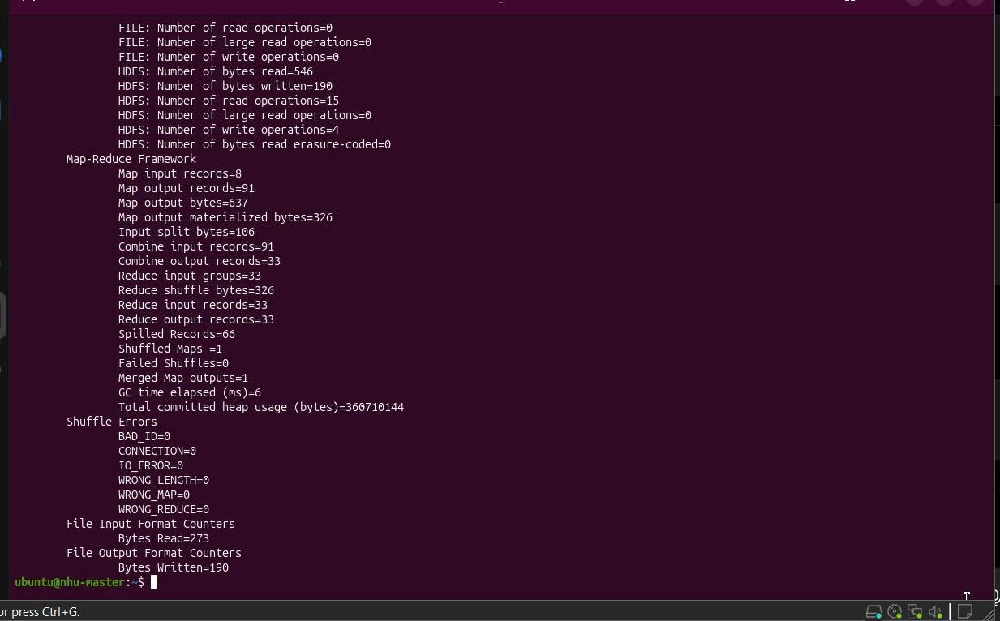 FILE: Number of read operations=0
FILE: Number of large read operations=0
FILE: Number of write operations=0
HDFS: Number of bytes read=546
HDFS: Number of bytes written=190
HDFS: Number of read operations=15
HDFS: Number of large read operations=0
HDFS: Number of write operations=4
HDFS: Number of bytes read erasure-coded=0
Map-Reduce Framework
Map input records=8
Map output records=91
Map output bytes=637
Map output materialized bytes=326
Input split bytes=106
Combine input records=91
Combine output records=33
Reduce input groups=33
Reduce shuffle bytes=326
Reduce input records=33
Reduce output records=33
Spilled Records=66
Shuffled Maps =1
Failed Shuffles=0
Merged Map outputs=1
GC time elapsed (ms)=6
Total committed heap usage (bytes)=360710144
Shuffle Errors
BAD_ID=0
CONNECTION=0
IO_ERROR=0
WRONG_LENGTH=0
WRONG_MAP=0
WRONG_REDUCE=0
File Input Format Counters
Bytes Read=273
File Output Format Counters
Bytes Written=190
ubuntu@nhu-master:~$
or press Ctrl+G.